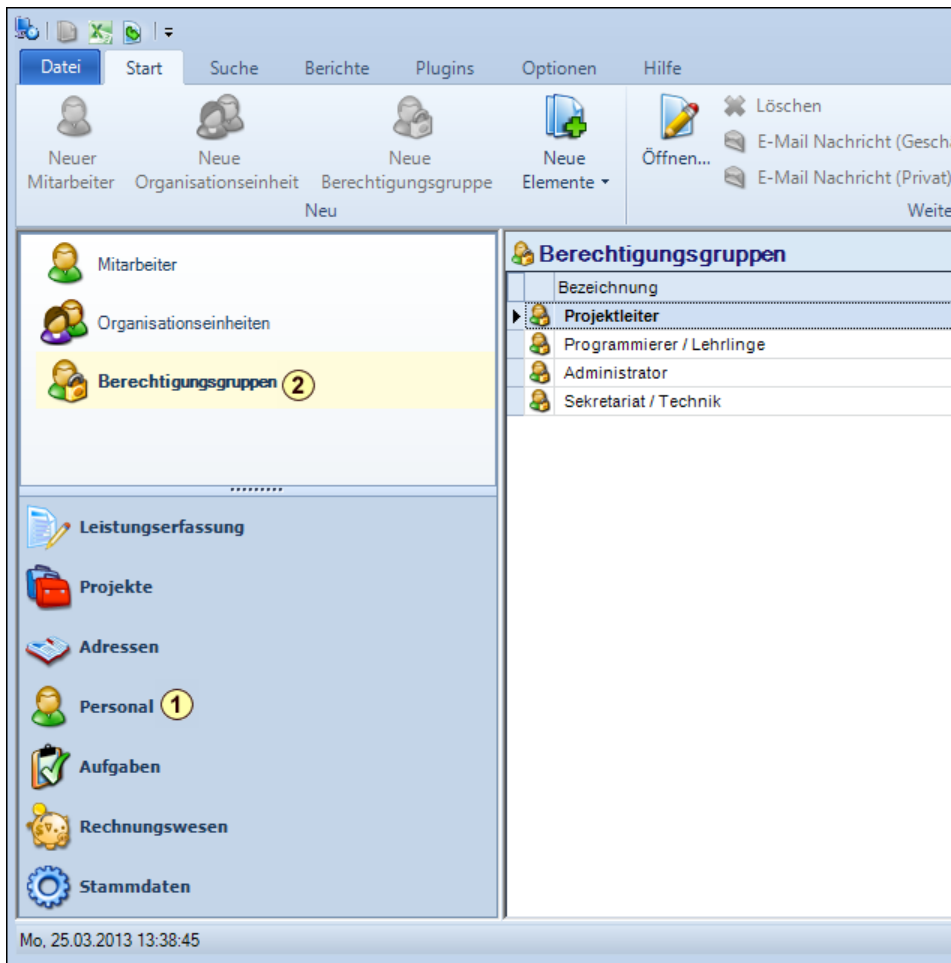 Datei Start Suche Berichte Plugins Optionen Hilfe
Neuer Mitarbeiter
Neue Organisationseinheit
Neue Berechtigungsgruppe
Neue Elemente
Öffnen...
Löschen
E-Mail Nachricht (Gesch
E-Mail Nachricht (Privat)
Neu
Weite
Mitarbeiter
Organisationseinheiten
Berechtigungsgruppen 2
Berechtigungsgruppen
Bezeichnung
Projektleiter
Programmierer / Lehrlinge
Administrator
Sekretariat / Technik
Leistungserfassung
Projekte
Adressen
Personal 1
Aufgaben
Rechnungswesen
Stammdaten
Mo, 25.03.2013 13:38:45